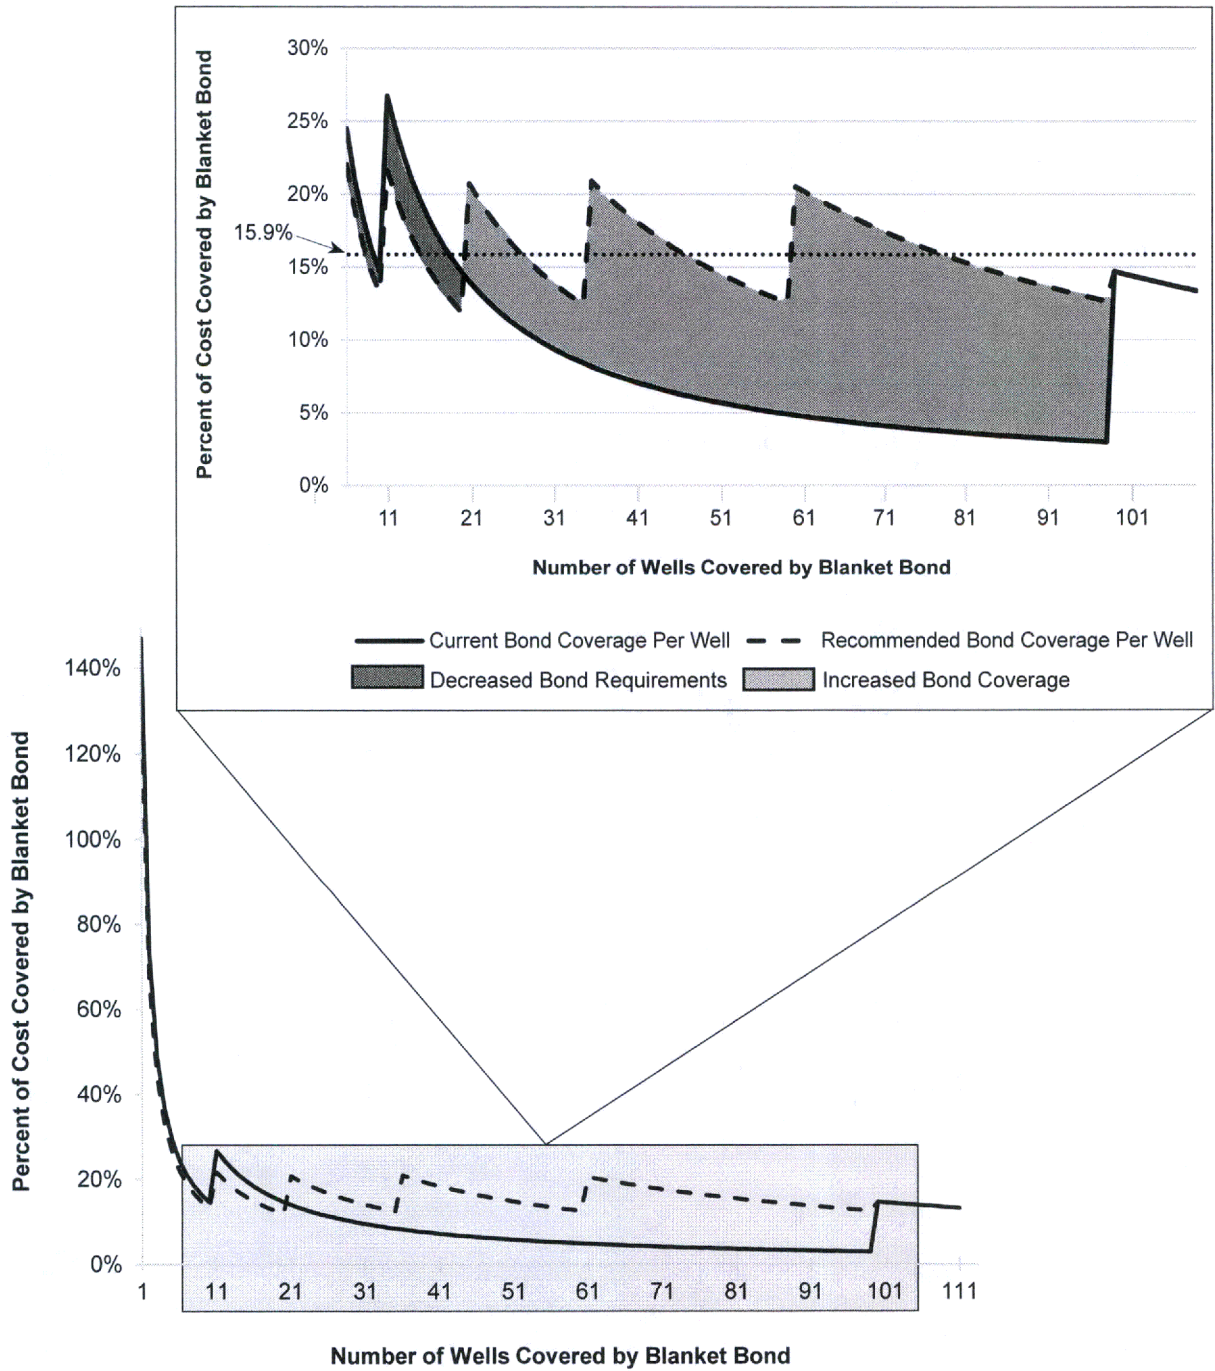 Percent of Cost Covered by Blanket Bond
30%
25%
20%
15.9%
15%
10%
5%
0%
11 21 31 41 51 61 71 81 91 101
Number of Wells Covered by Blanket Bond
Current Bond Coverage Per Well Recommended Bond Coverage Per Well
Decreased Bond Requirements Increased Bond Coverage
Percent of Cost Covered by Blanket Bond
140%
120%
100%
80%
60%
40%
20%
0%
1 11 21 31 41 51 61 71 81 91 101 111
Number of Wells Covered by Blanket Bond